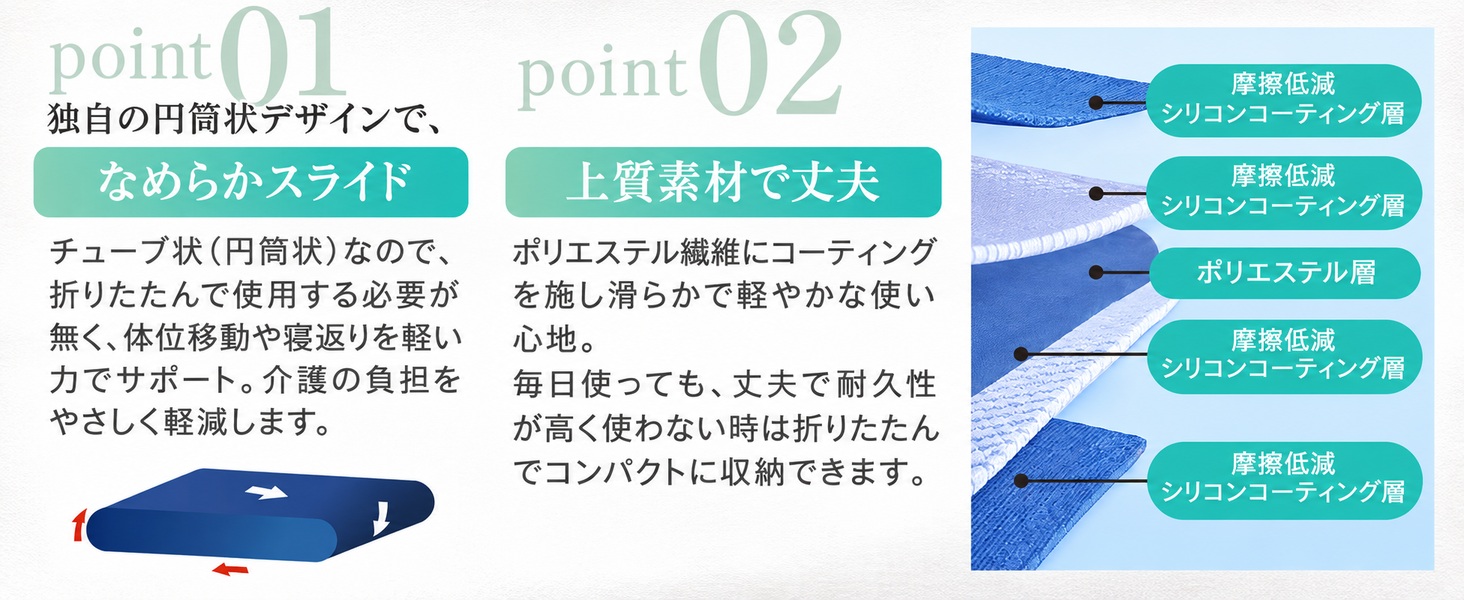 point01
独自の円筒状デザインで、
なめらかスライド
チューブ状(円筒状)なので、
折りたたんで使用する必要が
無く、体位移動や寝返りを軽い
力でサポート。介護の負担を
やさしく軽減します。
point02
上質素材で丈夫
ポリエステル繊維にコーティング
を施し滑らかで軽やかな使い
心地。
毎日使っても、丈夫で耐久性
が高く使わない時は折りたたん
でコンパクトに収納できます。
摩擦低減
シリコンコーティング層
摩擦低減
シリコンコーティング層
ポリエステル層
摩擦低減
シリコンコーティング層
摩擦低減
シリコンコーティング層